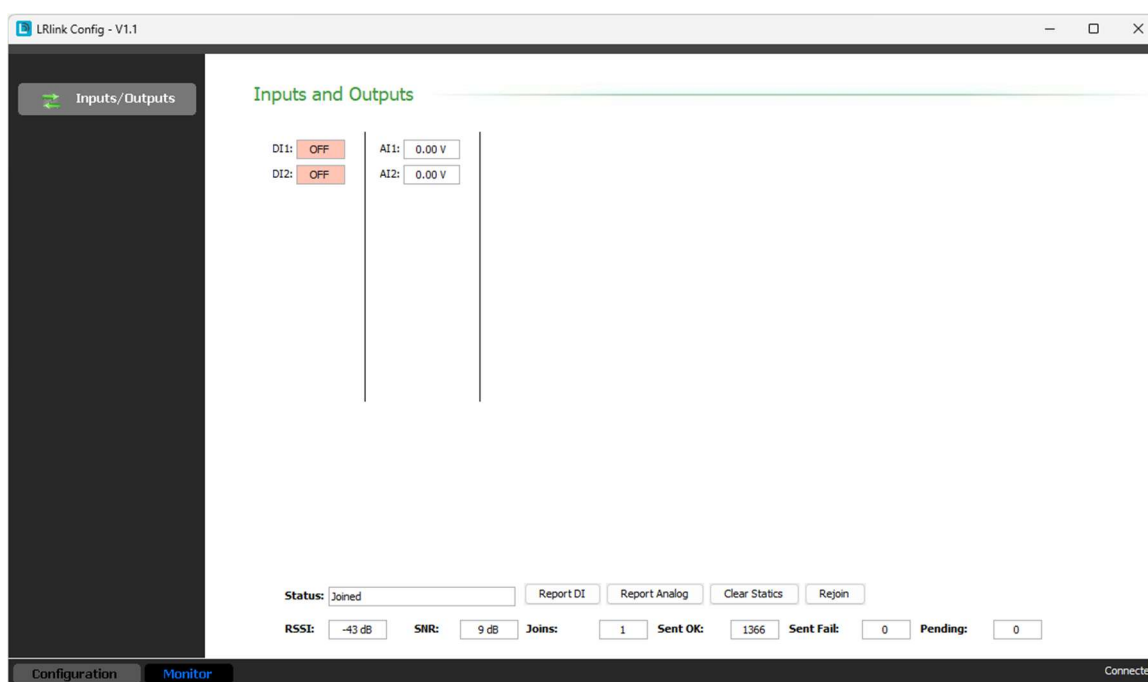 LRlink Config - V1.1
Inputs/Outputs
Inputs and Outputs
DI1: OFF AI1: 0.00 V
DI2: OFF AI2: 0.00 V
Status: Joined Report DI Report Analog Clear Statics Rejoin
RSSI: -43 dB SNR: 9 dB Joins: 1 Sent OK: 1366 Sent Fail: 0 Pending: 0
Configuration Monitor Connecte